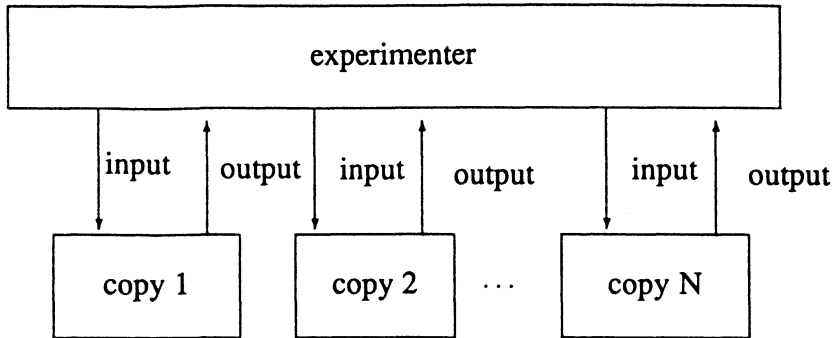 experimenter
input
output
input
output
input
output
copy 1
copy 2
...
copy N